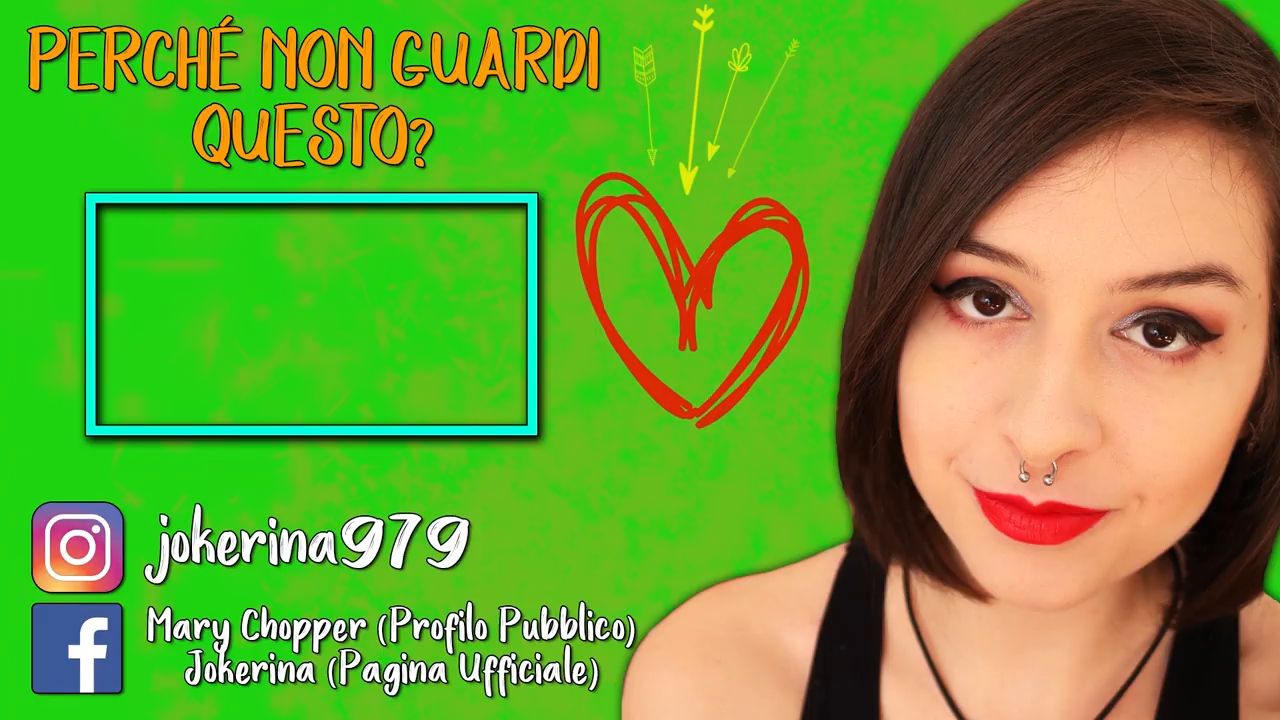 PERCHÉ NON GUARDI
QUESTO?
jokerina979
Mary Chopper (Profilo Pubblico)
Jokerina (Pagina Ufficiale)